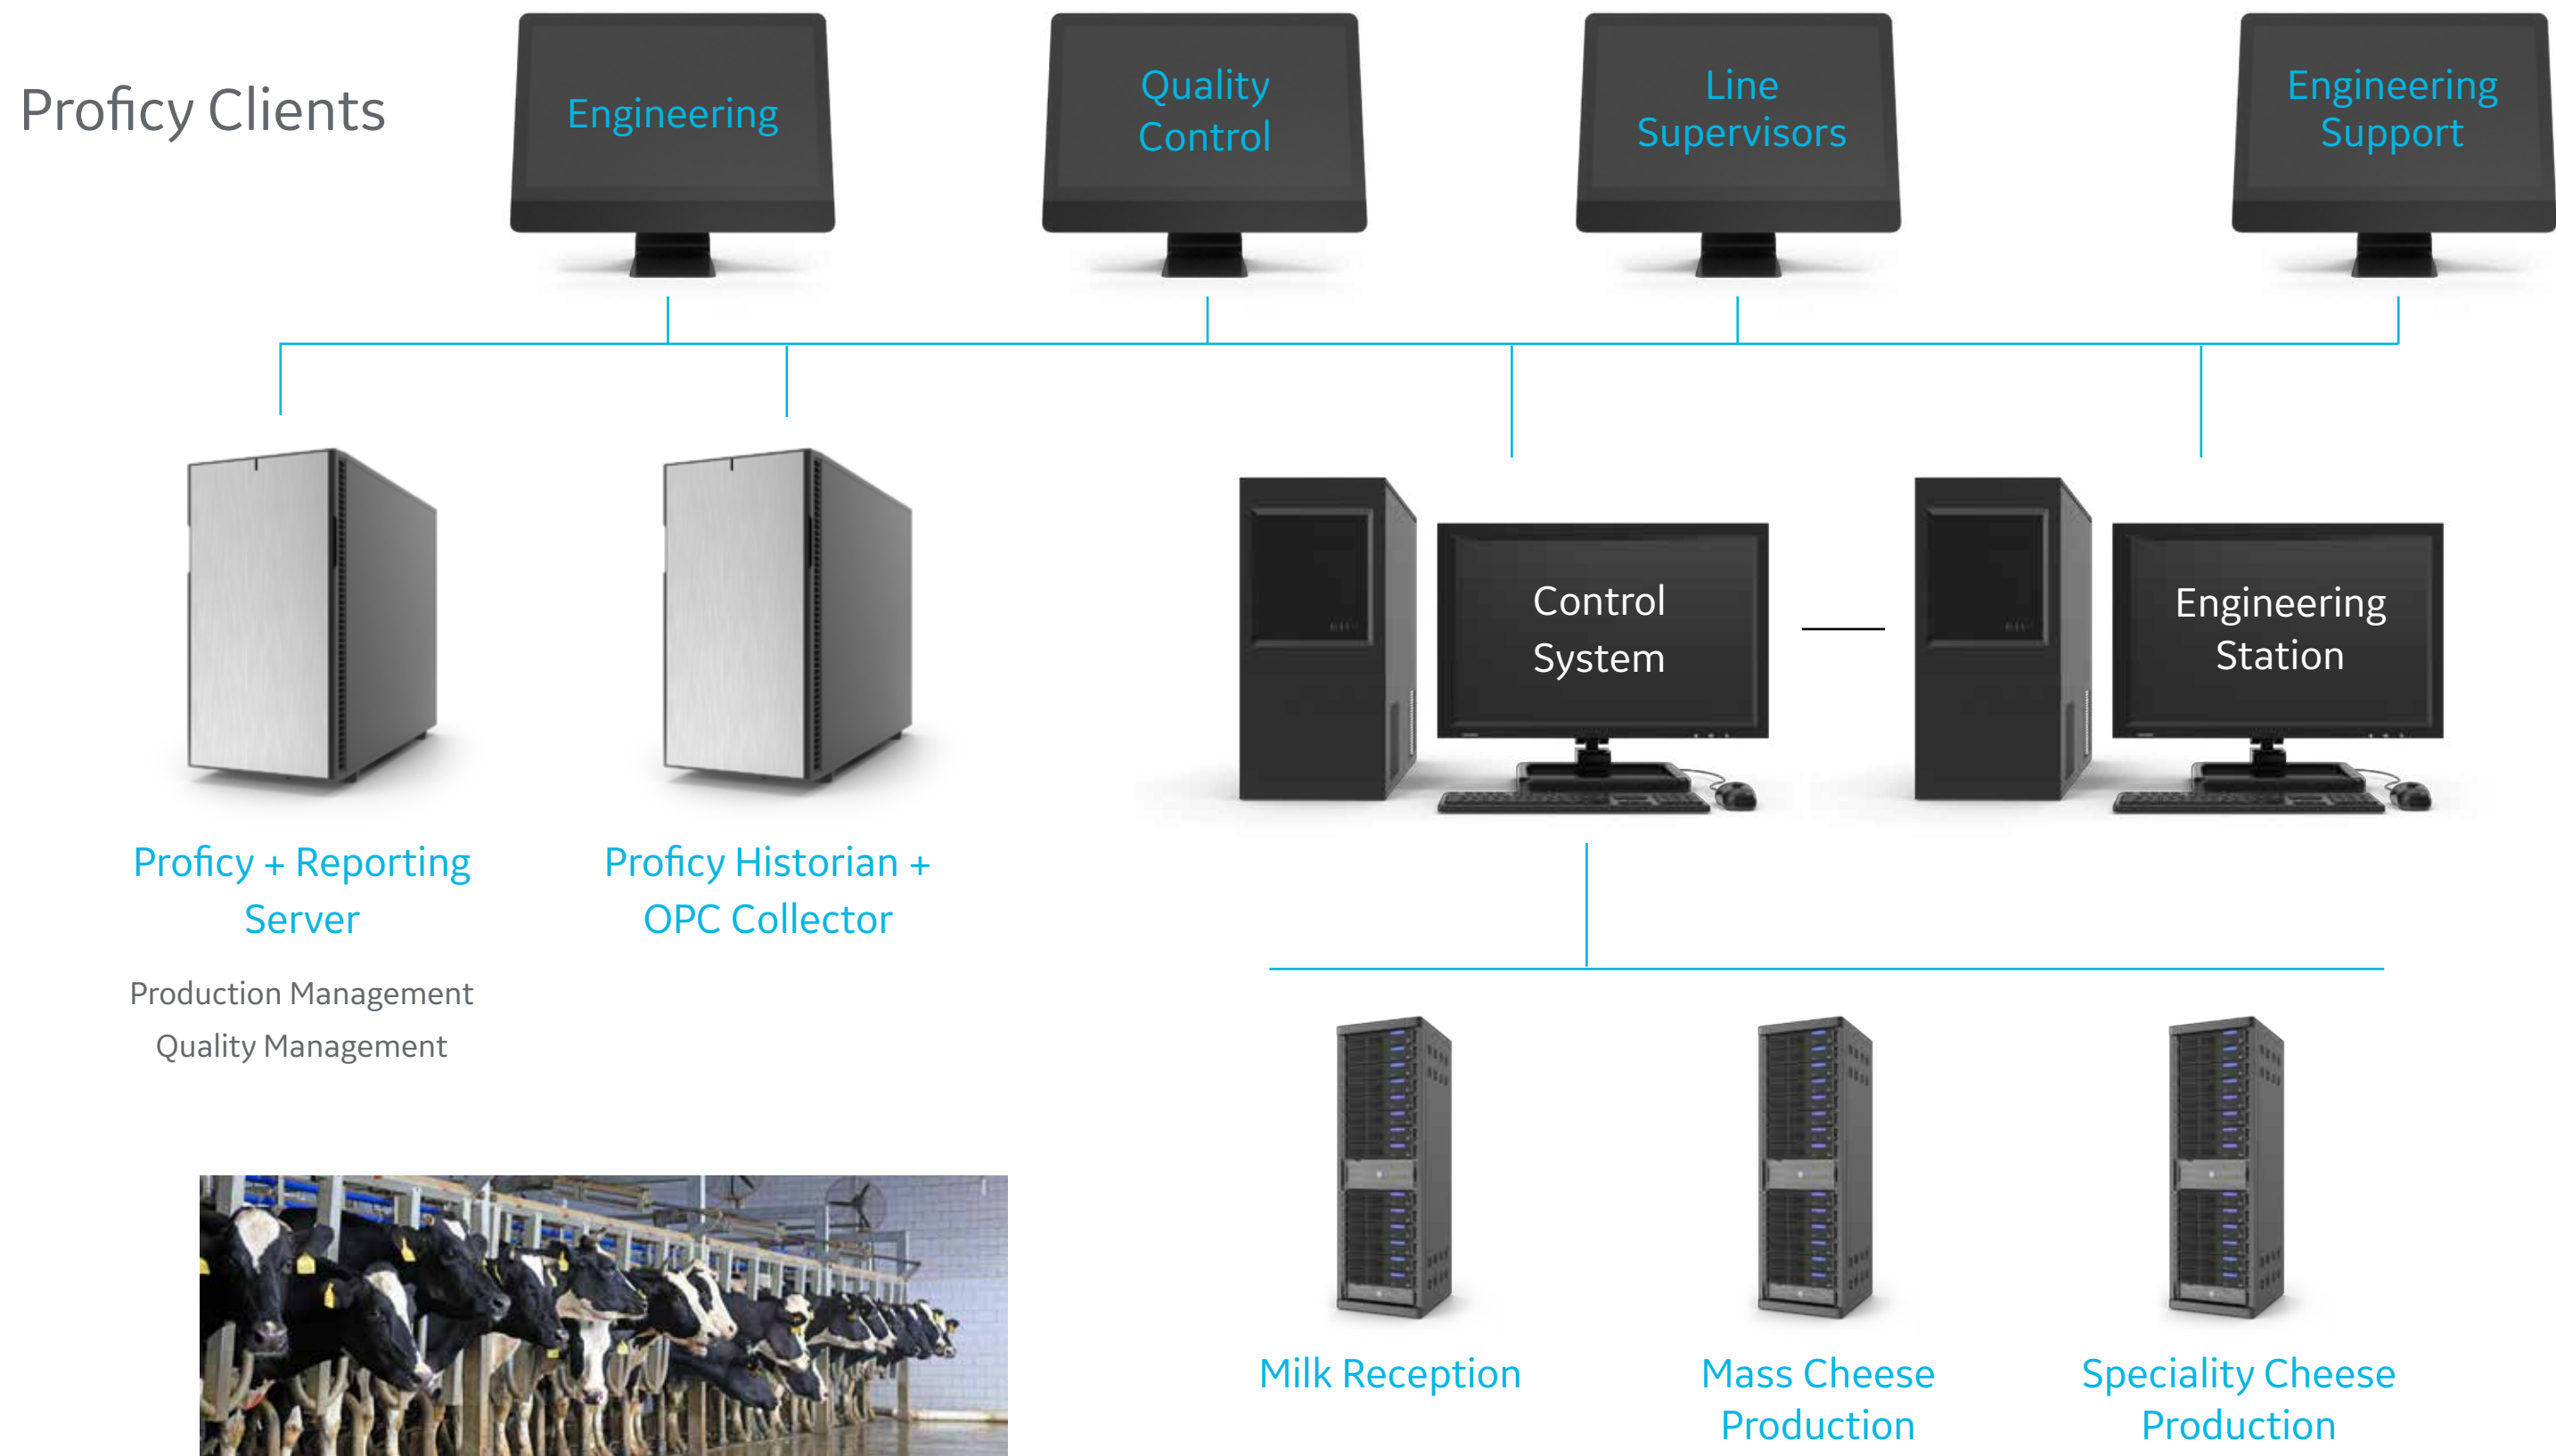 Proficy Clients
Engineering
Quality
Control
Line
Supervisors
Engineering
Support
Control
System
Engineering
Station
Proficy + Reporting
Server
Production Management
Quality Management
Proficy Historian +
OPC Collector
Milk Reception
Mass Cheese
Production
Speciality Cheese
Production